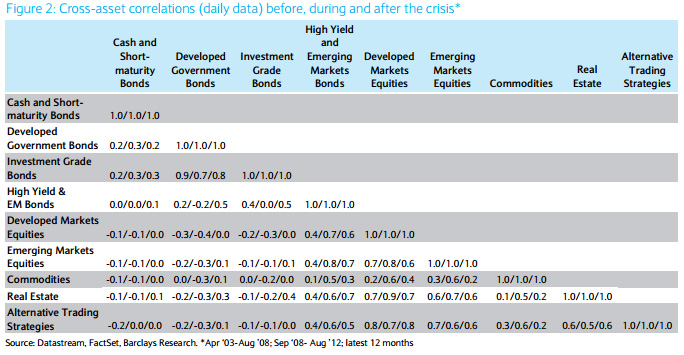 Figure 2: Cross-asset correlations (daily data) before, during and after the crisis*
High Yield
Cash and Developed Investment and Developed Emerging Alternative
Short- Government Grade Emerging Markets Markets Real Trading
maturity Bonds Bonds Markets Equities Equities Commodities Estate Strategies
Bonds Bonds
Cash and Short-
maturity Bonds 1.0/1.0/1.0
Developed
Government Bonds 0.2/0.3/0.2 1.0/1.0/1.0
Investment Grade
Bonds 0.2/0.3/0.3 0.9/0.7/0.8 1.0/1.0/1.0
High Yield &
EM Bonds 0.0/0.0/0.1 0.2/-0.2/0.5 0.4/0.0/0.5 1.0/1.0/1.0
Developed Markets
Equities -0.1/-0.1/0.0 -0.3/-0.4/0.0 -0.2/-0.3/0.0 0.4/0.7/0.6 1.0/1.0/1.0
Emerging Markets
Equities -0.1/-0.1/0.0 -0.2/-0.3/0.1 -0.1/-0.1/0.1 0.4/0.8/0.7 0.7/0.8/0.6 1.0/1.0/1.0
Commodities -0.1/-0.1/0.0 0.0/-0.3/0.1 0.0/-0.2/0.0 0.1/0.5/0.3 0.2/0.6/0.4 0.3/0.6/0.2 1.0/1.0/1.0
Real Estate -0.1/-0.1/0.1 -0.2/-0.3/0.3 -0.1/-0.2/0.4 0.4/0.6/0.7 0.7/0.9/0.7 0.6/0.7/0.6 0.1/0.5/0.2 1.0/1.0/1.0
Alternative Trading
Strategies -0.2/0.0/0.0 -0.2/-0.3/0.1 -0.1/-0.1/0.0 0.4/0.6/0.5 0.8/0.7/0.8 0.7/0.6/0.6 0.3/0.6/0.2 0.6/0.5/0.6 1.0/1.0/1.0
Source: Datastream, FactSet, Barclays Research. *Apr ‘03-Aug ’08; Sep ‘08- Aug ’12; latest 12 months